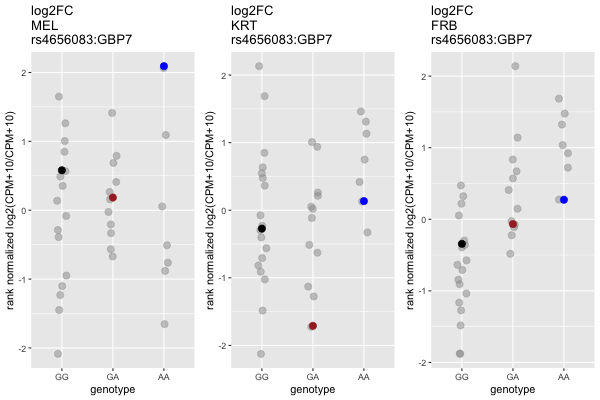 log2FC
MEL
rs4656083:GBP7
rank normalized log2(CPM+10/CPM+10)
2
1
0
-1
-2
GG GA AA
genotype
log2FC
KRT
rs4656083:GBP7
rank normalized log2(CPM+10/CPM+10)
2
1
0
-1
-2
GG GA AA
genotype
log2FC
FRB
rs4656083:GBP7
rank normalized log2(CPM+10/CPM+10)
2
1
0
-1
-2
GG GA AA
genotype